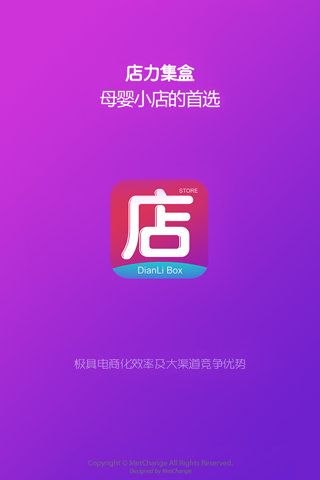 店力集盒
母婴小店的首选
STORE
店
DianLi Box
极具电商化效率及大渠道竞争优势
Copyright © MetChange All Rights Reserved.
Designed by MetChange